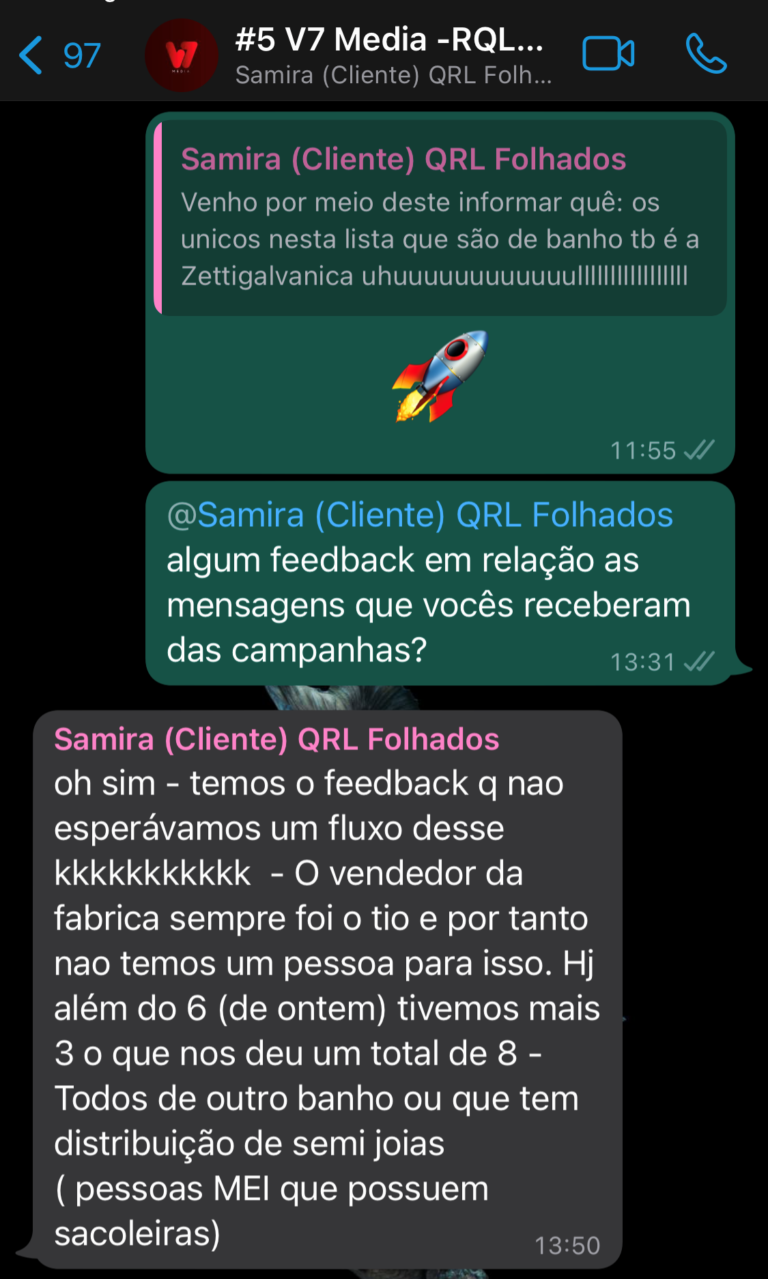 97
#5 V7 Media -RQL...
Samira (Cliente) QRL Folh...
Samira (Cliente) QRL Folhados
Venho por meio deste informar quê: os
unicos nesta lista que são de banho tb é a
Zettigalvanica uhuuuuuuuuuuuulllllllllllllllll
11:55
@Samira (Cliente) QRL Folhados
algum feedback em relação as
mensagens que vocês receberam
das campanhas?
13:31
Samira (Cliente) QRL Folhados
oh sim - temos o feedback q nao
esperávamos um fluxo desse
kkkkkkkkkkk - O vendedor da
fabrica sempre foi o tio e por tanto
nao temos um pessoa para isso. Hj
além do 6 (de ontem) tivemos mais
3 o que nos deu um total de 8 -
Todos de outro banho ou que tem
distribuição de semi joias
( pessoas MEI que possuem
sacoleiras)
13:50